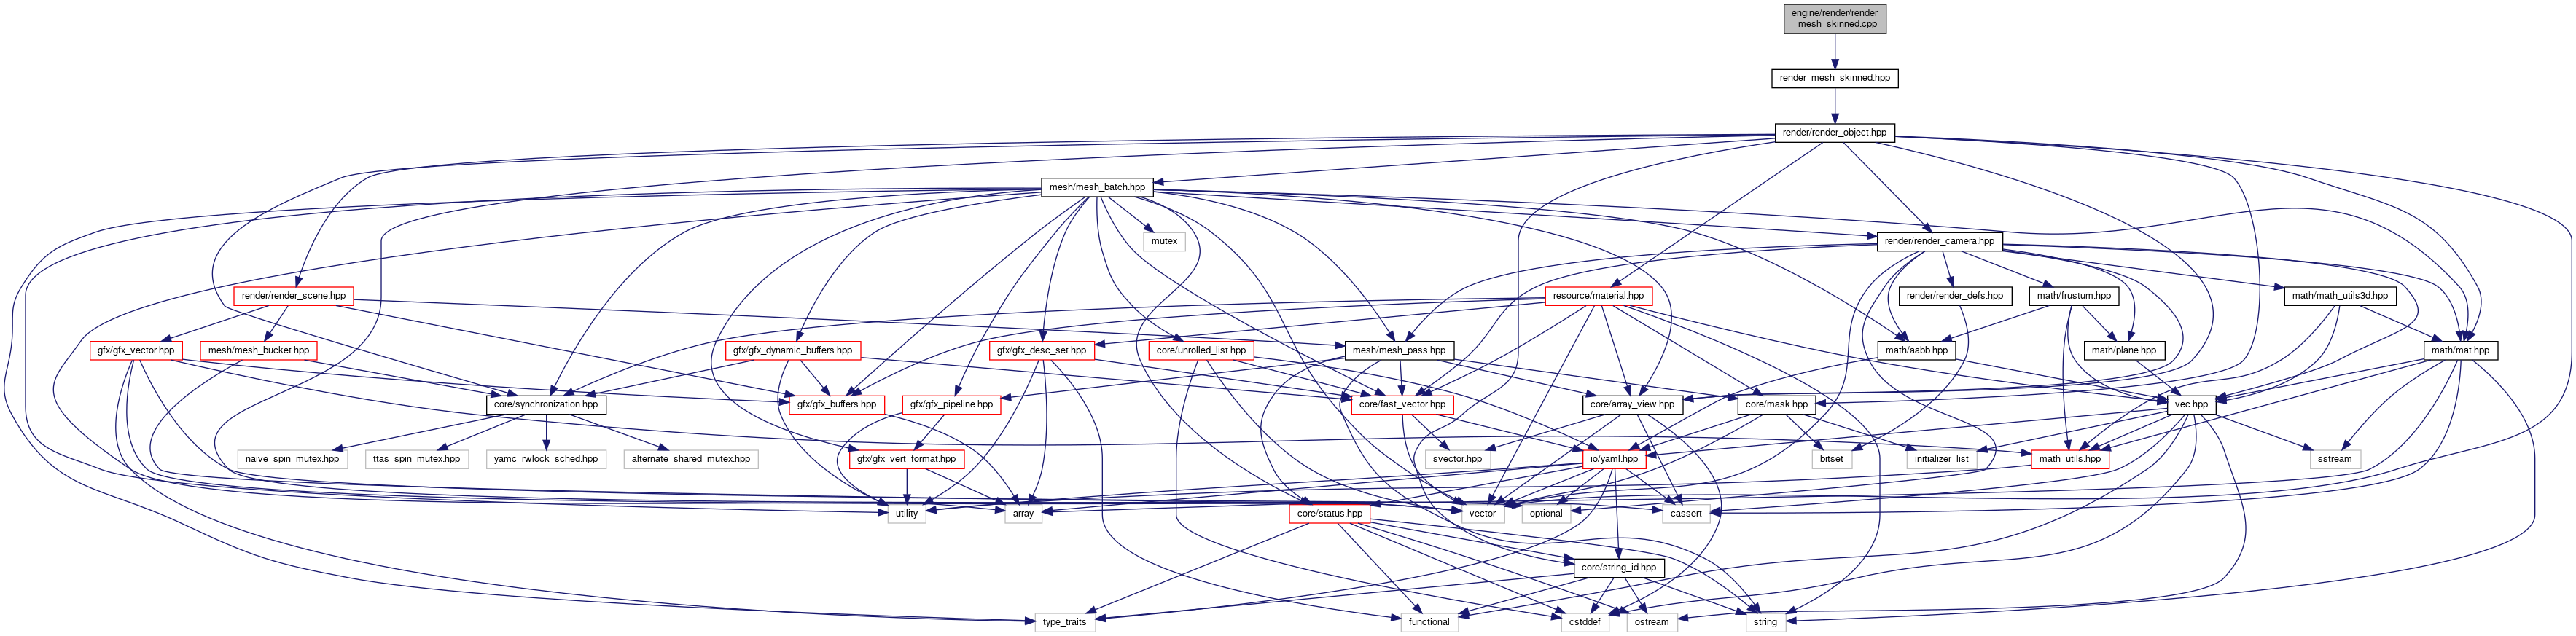 engine/render/render
_mesh_skinned.cpp
render_mesh_skinned.hpp
render/render_object.hpp
mesh/mesh_batch.hpp
mutex
render/render_camera.hpp
render/render_scene.hpp
resource/material.hpp
render/render_defs.hpp
math/frustum.hpp
math/math_utils3d.hpp
gfx/gfx_vector.hpp
mesh/mesh_bucket.hpp
gfx/gfx_dynamic_buffers.hpp
gfx/gfx_desc_set.hpp
core/unrolled_list.hpp
mesh/mesh_pass.hpp
math/aabb.hpp
math/plane.hpp
math/mat.hpp
core/synchronization.hpp
gfx/gfx_buffers.hpp
gfx/gfx_pipeline.hpp
core/fast_vector.hpp
core/array_view.hpp
core/mask.hpp
vec.hpp
naive_spin_mutex.hpp
ttas_spin_mutex.hpp
yamc_rwlock_sched.hpp
alternate_shared_mutex.hpp
gfx/gfx_vert_format.hpp
svector.hpp
io/yaml.hpp
bitset
initializer_list
math_utils.hpp
sstream
utility
array
core/status.hpp
vector
optional
cassert
core/string_id.hpp
type_traits
functional
cstddef
ostream
string